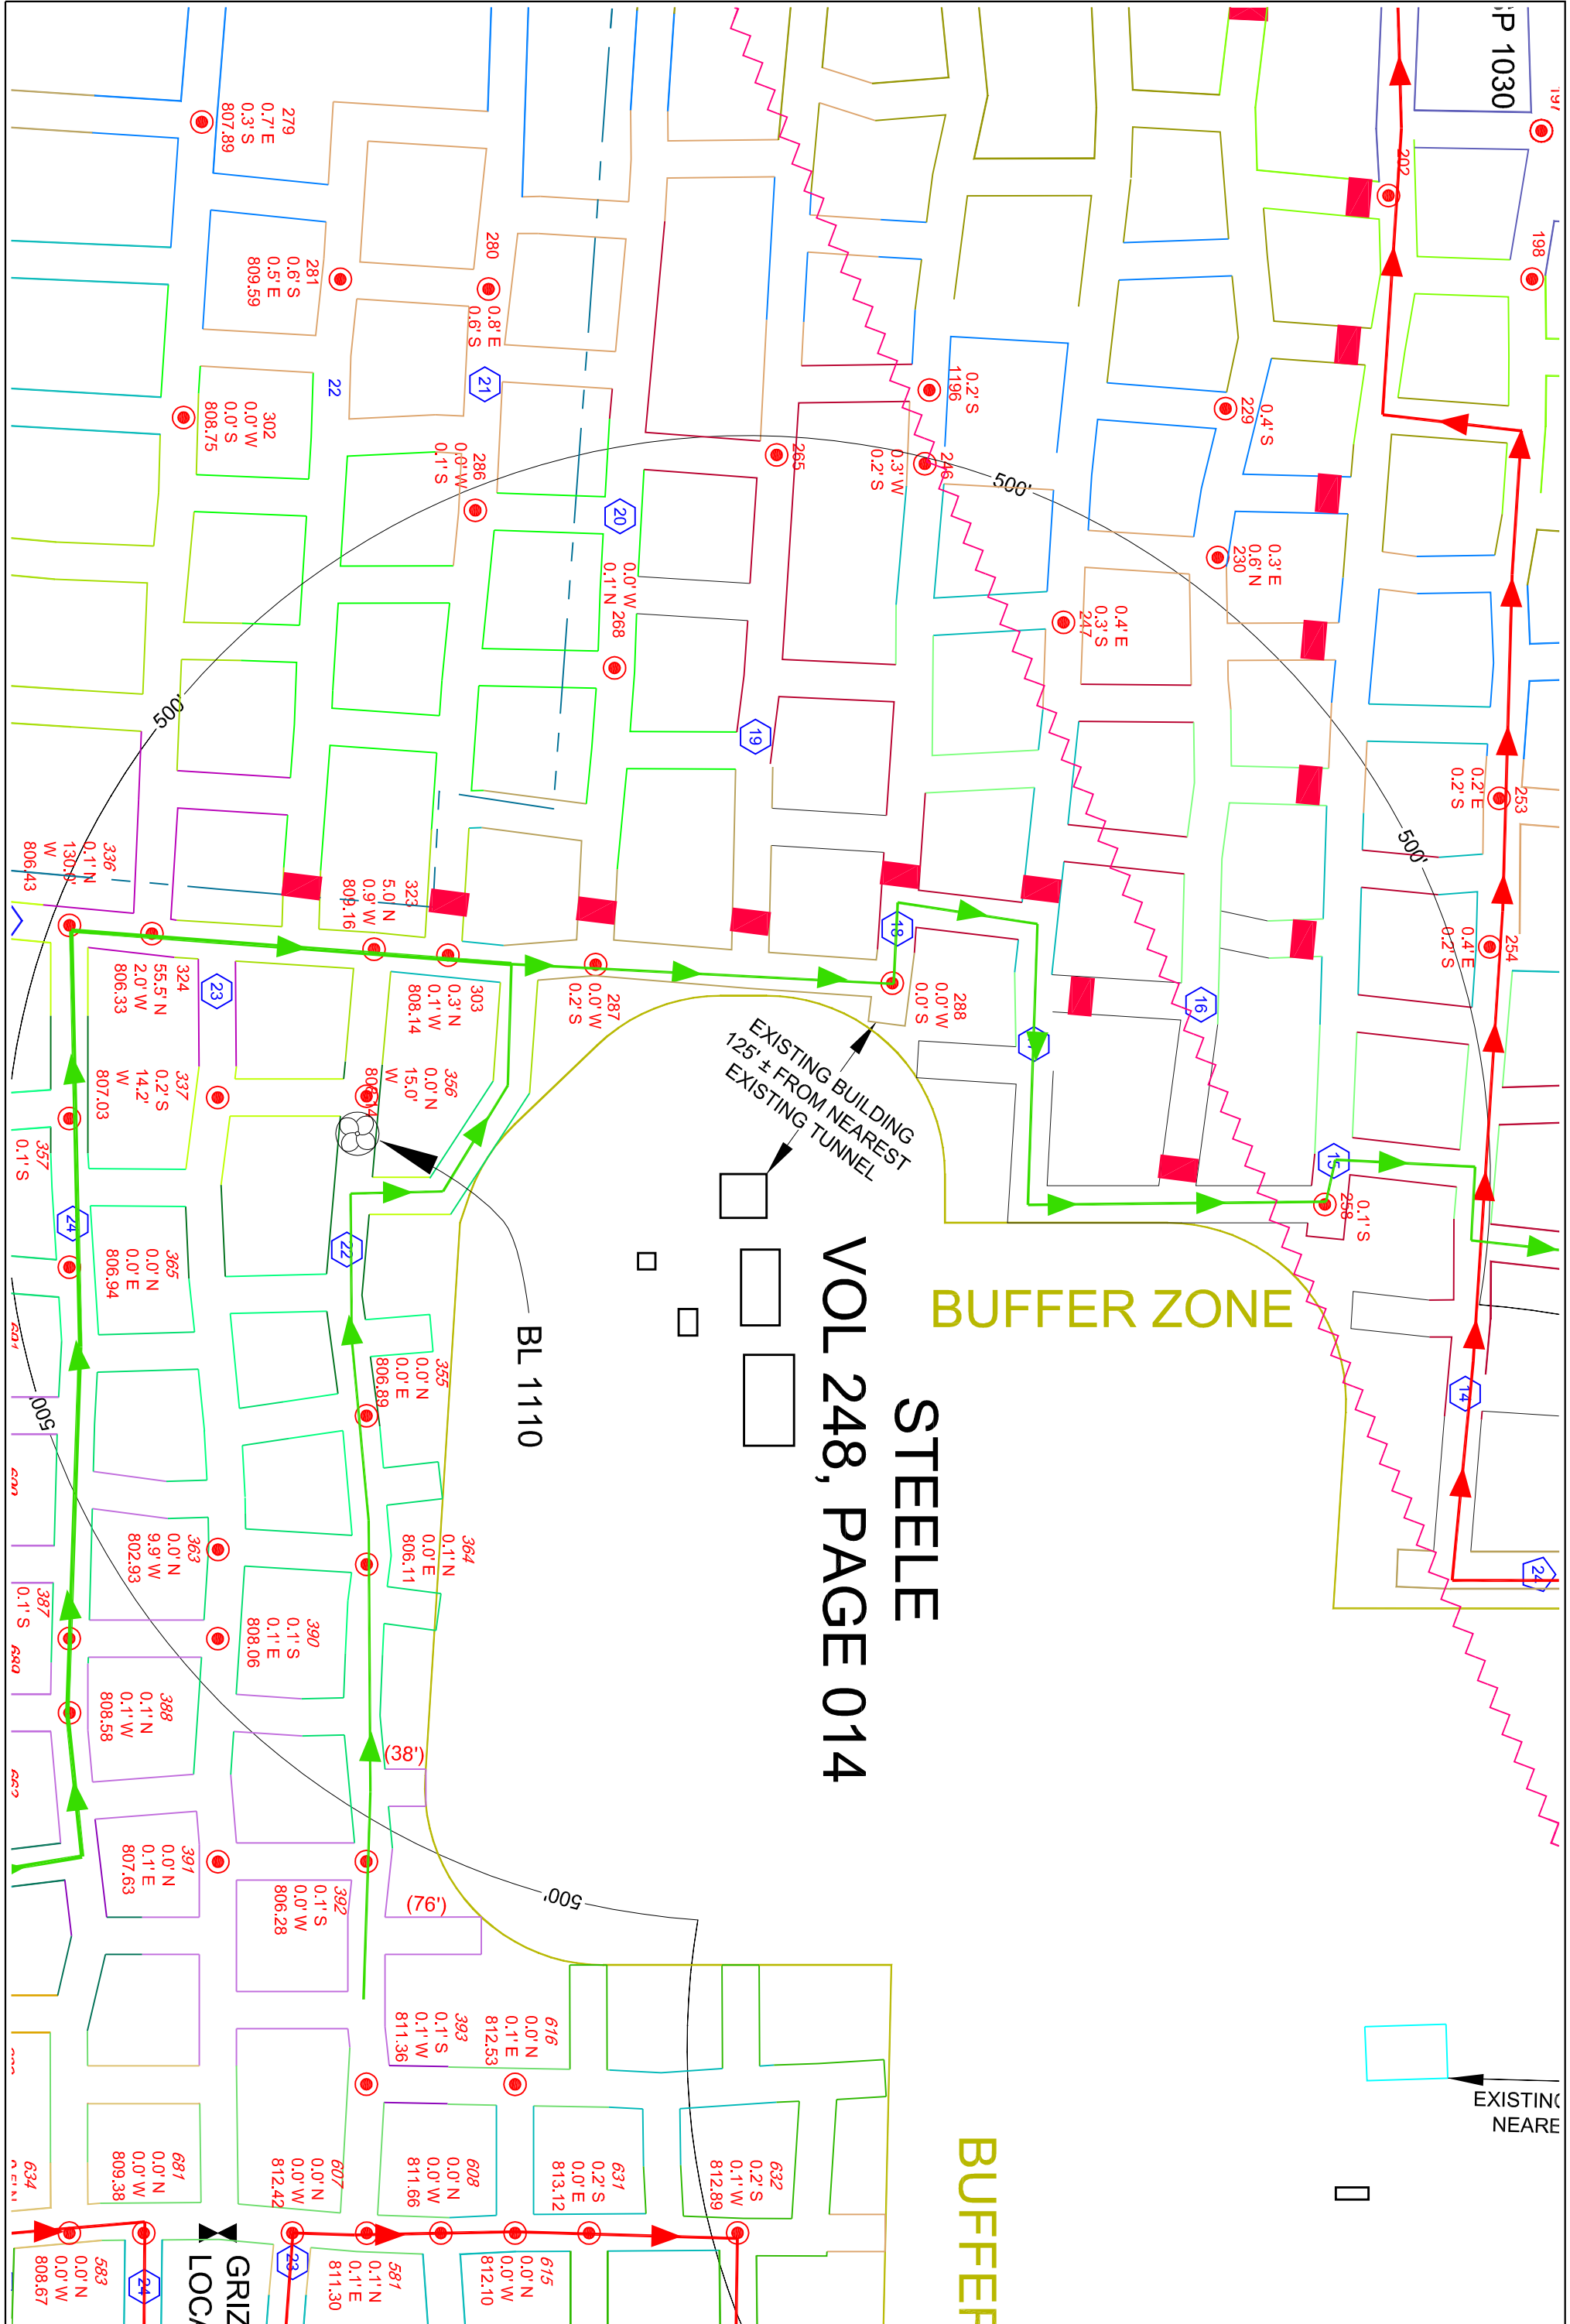 SP 1030
197
202
198
279
0.7' E
0.3' S
807.89
280
0.8' E
0.6' S
281
0.6' S
0.5' E
809.59
22
21
302
0.0' W
0.0' S
808.75
286
0.0' W
0.1' S
0.2' S
1196
0.4' S
229
265
246
0.3' W
0.2' S
500'
20
0.3' E
0.6' N
230
0.0' W
0.1' N
268
0.4' E
0.3' S
247
500'
19
253
0.2' E
0.2' S
500'
336
0.1' N
130.0'
W
806.43
323
5.0' N
0.9' W
809.16
18
254
0.4' E
0.2' S
324
55.5' N
2.0' W
806.33
23
303
0.3' N
0.1' W
808.14
287
0.0' W
0.2' S
288
0.0' W
0.0' S
16
EXISTING BUILDING
125' ± FROM NEAREST
EXISTING TUNNEL
337
0.2' S
14.2'
W
807.03
356
0.0' N
15.0'
W
357
0.1' S
15
258
0.1' S
24
365
0.0' N
0.0' E
806.94
22
BL 1110
BUFFER ZONE
STEELE
VOL 248, PAGE 014
355
0.0' N
0.0' E
806.89
14
691
500'
690
363
0.0' N
9.9' W
802.93
364
0.1' N
0.0' E
806.11
24
387
0.1' S
689
390
0.1' S
0.1' E
808.06
388
0.1' N
0.1' W
808.58
(38')
662
391
0.0' N
0.1' E
807.63
392
0.1' S
0.0' W
806.28
(76')
500'
393
0.1' S
0.1' W
811.36
616
0.0' N
0.1' E
812.53
EXISTING
NEARE
BUFFER
634
681
0.0' N
0.0' W
809.38
607
0.0' N
0.0' W
812.42
608
0.0' N
0.0' W
811.66
631
0.2' S
0.0' E
813.12
632
0.2' S
0.1' W
812.89
583
0.0' N
0.0' W
808.67
24
GRIZ
LOCA
23
581
0.1' N
0.1' E
811.30
615
0.0' N
0.0' W
812.10